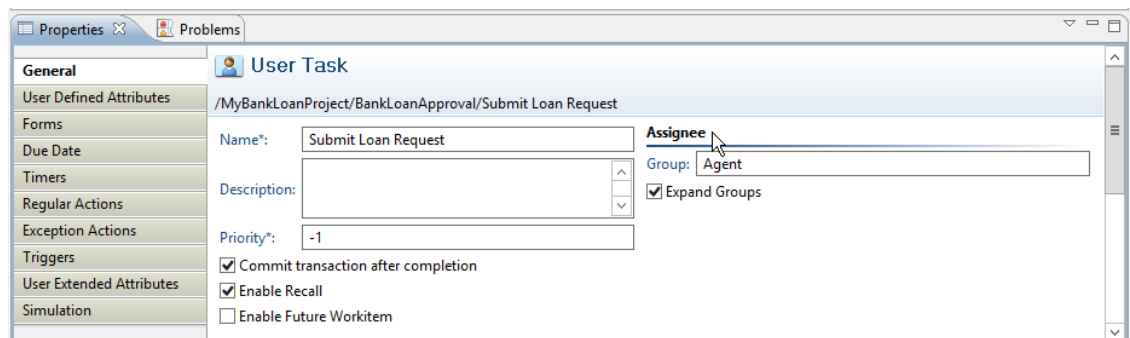 Properties
Problems
General
User Defined Attributes
Forms
Due Date
Timers
Regular Actions
Exception Actions
Triggers
User Extended Attributes
Simulation
User Task
/MyBankLoanProject/BankLoanApproval/Submit Loan Request
Name*: Submit Loan Request
Description:
Priority*: -1
Commit transaction after completion
Enable Recall
Enable Future Workitem
Assignee
Group: Agent
Expand Groups